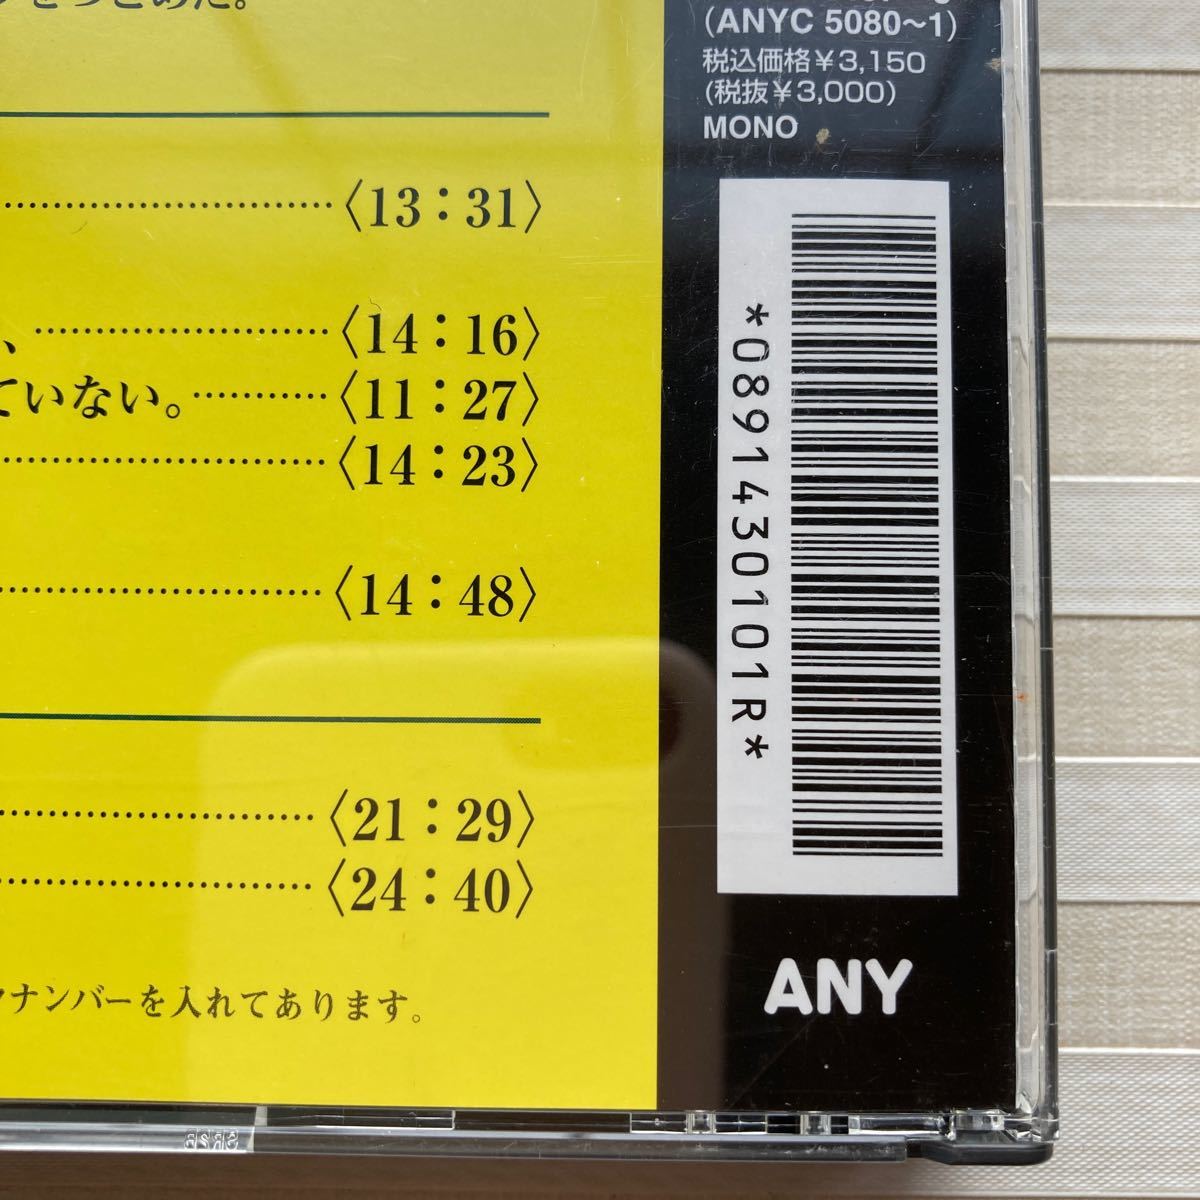 (ANYC 5080~1)
税込価格¥3,150
(税抜¥3,000)
MONO
〈13:31〉
、〈14:16〉
ていない。〈11:27〉
〈14:23〉
〈14:48〉
〈21:29〉
〈24:40〉
ナンバーを入れてあります。
*0891430101R*
ANY